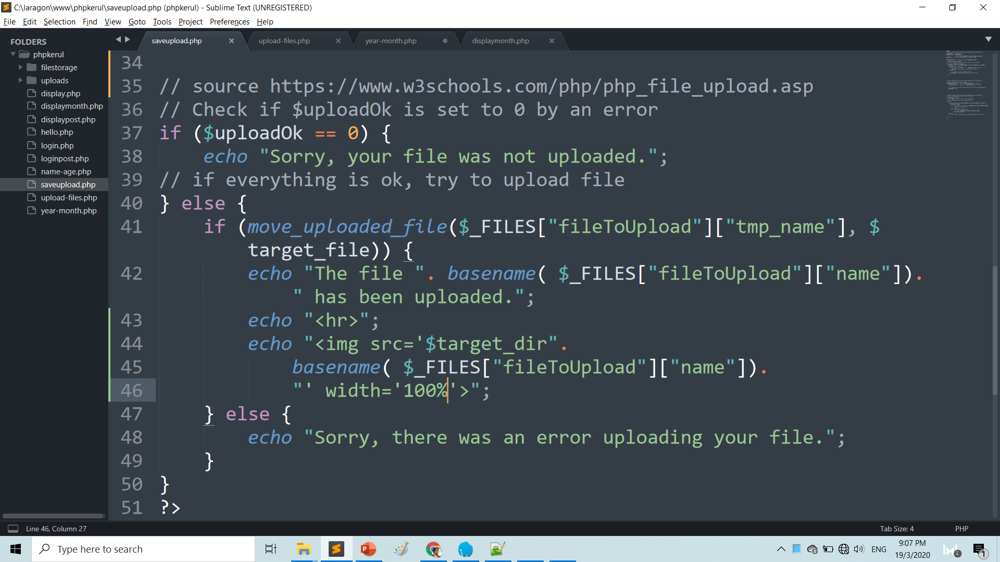 C:\laragon\www\phpkerul\saveupload.php (phpkerul) - Sublime Text (UNREGISTERED)
File Edit Selection Find View Goto Tools Project Preferences Help
FOLDERS
phpkerul
filestorage
uploads
display.php
displaymonth.php
displaypost.php
hello.php
login.php
loginpost.php
name-age.php
saveupload.php
upload-files.php
year-month.php
saveupload.php upload-files.php year-month.php displaymonth.php
34
35 // source https://www.w3schools.com/php/php_file_upload.asp
36 // Check if $uploadOk is set to 0 by an error
37 if ($uploadOk == 0) {
38 echo "Sorry, your file was not uploaded.";
39 // if everything is ok, try to upload file
40 } else {
41 if (move_uploaded_file($_FILES["fileToUpload"]["tmp_name"], $
target_file)) {
42 echo "The file ". basename( $_FILES["fileToUpload"]["name"]).
" has been uploaded.";
43 echo "<hr>";
44 echo "<img src='$target_dir".
45 basename( $_FILES["fileToUpload"]["name"]).
46 "' width='100%'>";
47 } else {
48 echo "Sorry, there was an error uploading your file.";
49 }
50 }
51 ?>
Line 46, Column 27
Tab Size: 4 PHP
Type here to search
ENG
9:07 PM
19/3/2020
2
1